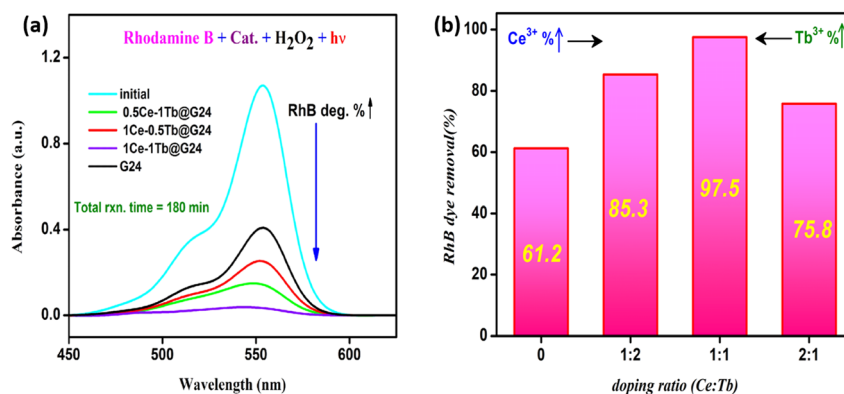 (a)
Rhodamine B + Cat. + H₂O₂ + hν
initial
0.5Ce-1Tb@G24
1Ce-0.5Tb@G24
1Ce-1Tb@G24
G24
RhB deg. %↑
Total rxn. time = 180 min
Absorbance (a.u.)
1.2
0.8
0.4
0.0
450
500
550
600
Wavelength (nm)
(b)
Ce³⁺ %↑ →
← Tb³⁺%↑
RhB dye removal(%)
100
80
60
40
20
0
61.2
85.3
97.5
75.8
0
1:2
1:1
2:1
doping ratio (Ce:Tb)